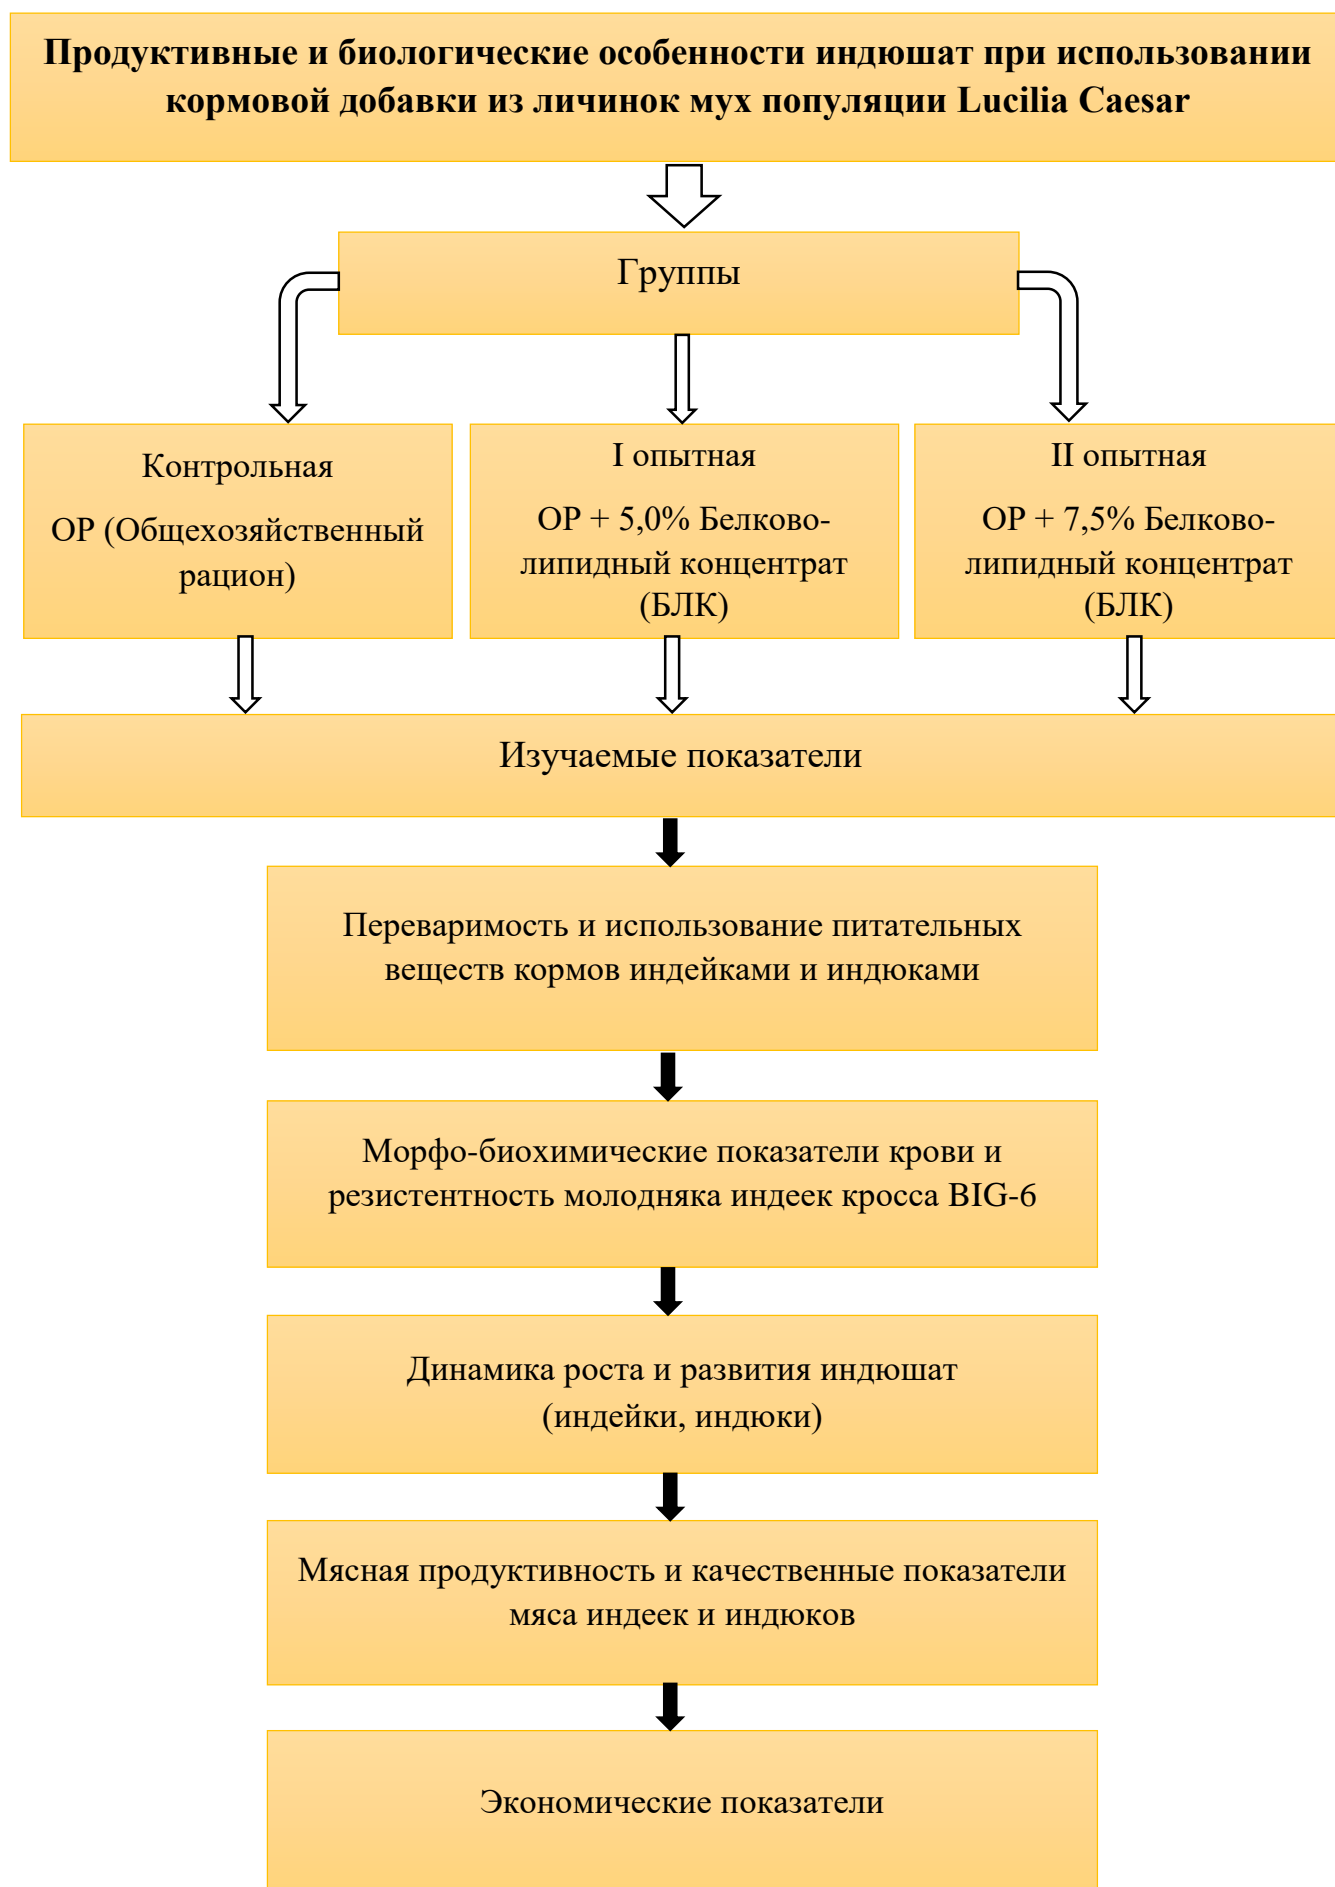 Продуктивные и биологические особенности индюшат при использовании
кормовой добавки из личинок мух популяции Lucilia Caesar
Группы
Контрольная
ОР (Общехозяйственный
рацион)
I опытная
ОР + 5,0% Белково-
липидный концентрат
(БЛК)
II опытная
ОР + 7,5% Белково-
липидный концентрат
(БЛК)
Изучаемые показатели
Переваримость и использование питательных
веществ кормов индейками и индюками
Морфо-биохимические показатели крови и
резистентность молодняка индеек кросса BIG-6
Динамика роста и развития индюшат
(индейки, индюки)
Мясная продуктивность и качественные показатели
мяса индеек и индюков
Экономические показатели